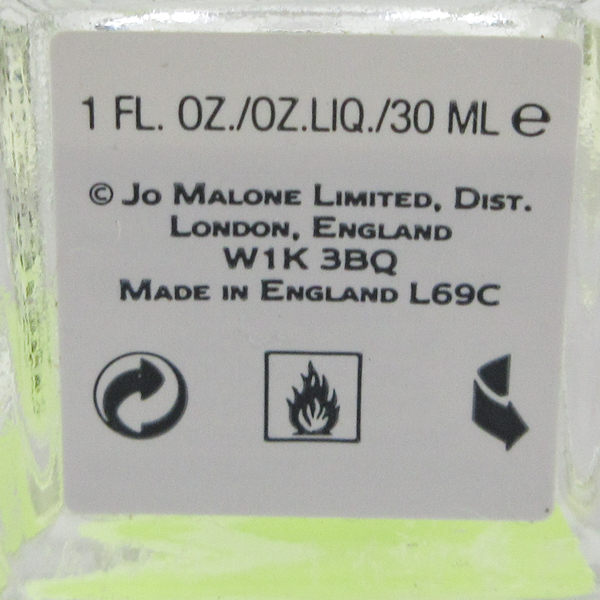 1 FL. OZ./OZ.LIQ./30 ML ℮
© JO MALONE LIMITED, DIST.
LONDON, ENGLAND
W1K 3BQ
MADE IN ENGLAND L69C